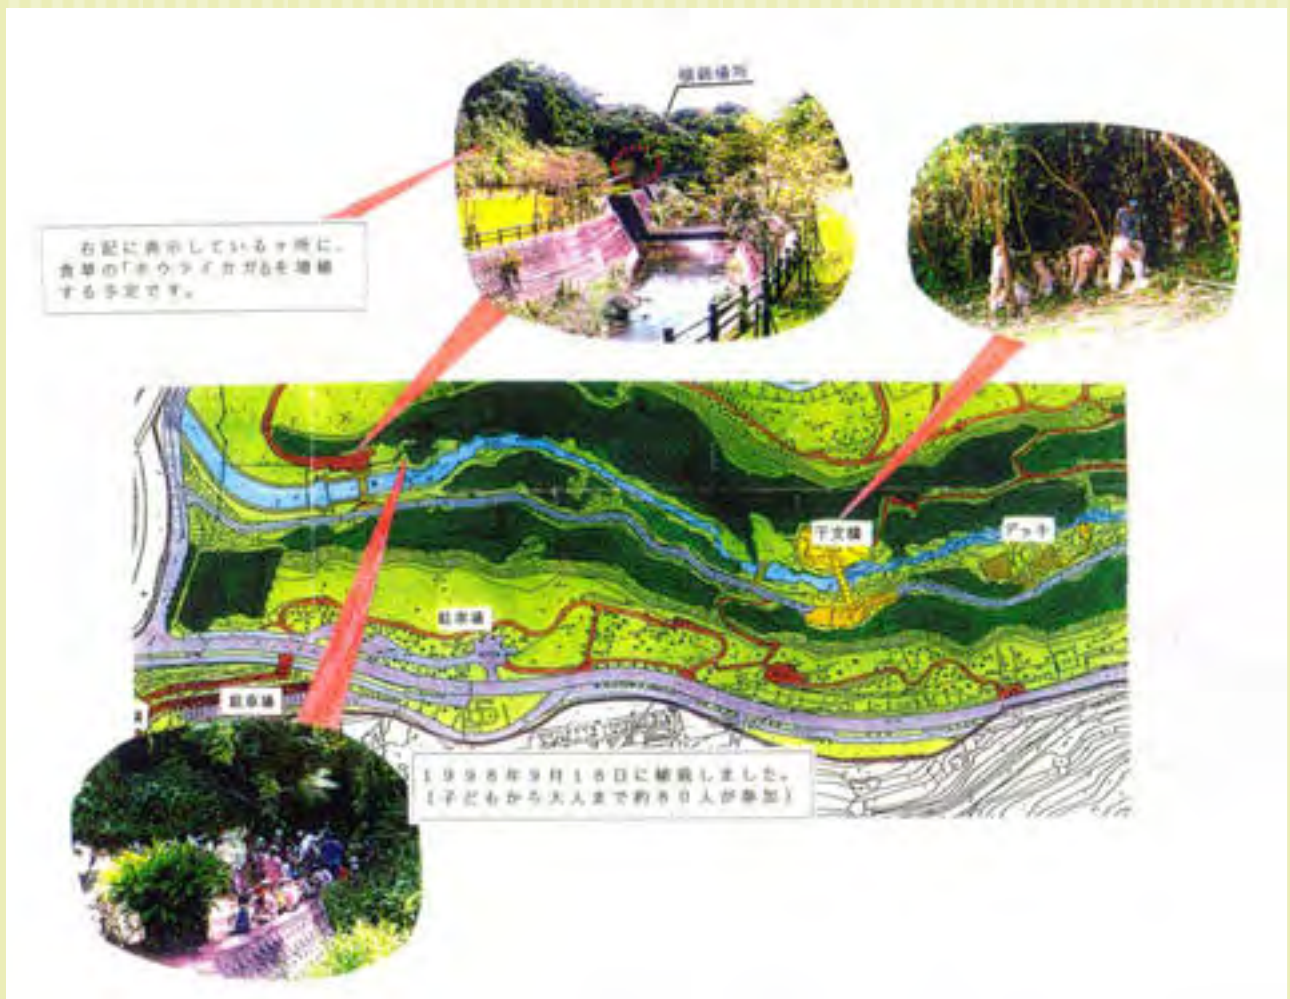 植栽場所
右記に表示しているヶ所に、
食草の「ホウライカガミ」を増植
する予定です。
デッキ
駐車場
駐車場
1998年9月18日に植栽しました。
(子どもから大人まで約80人が参加)